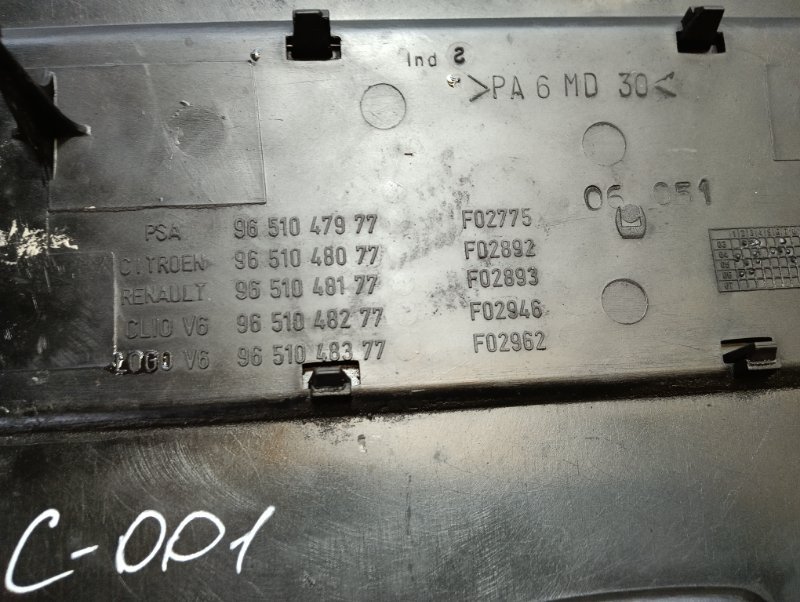 Ind 2
>PA 6 MD 30<
06 051
PSA 96 510 479 77 F02775
CITROEN 96 510 480 77 F02892
RENAULT 96 510 481 77 F02893
CLIO V6 96 510 482 77 F02946
V6 96 510 483 77 F02962
C-001